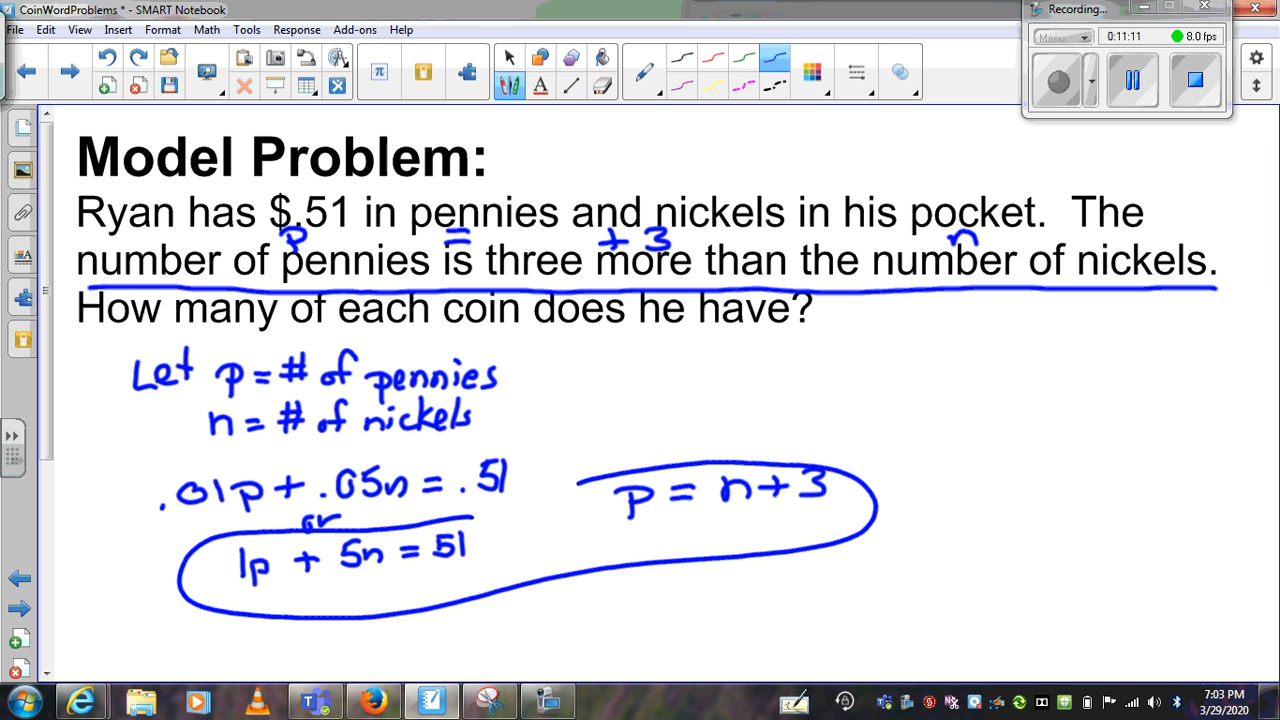 CoinWordProblems * - SMART Notebook
Recording...
File Edit View Insert Format Math Tools Response Add-ons Help
Menu 0:11:11 8.0 fps
Model Problem:
Ryan has $.51 in pennies and nickels in his pocket. The
p = + 3 n
number of pennies is three more than the number of nickels.
How many of each coin does he have?
Let p = # of pennies
n = # of nickels
.01p + .05n = .51
or
1p + 5n = 51
p = n + 3
7:03 PM
3/29/2020